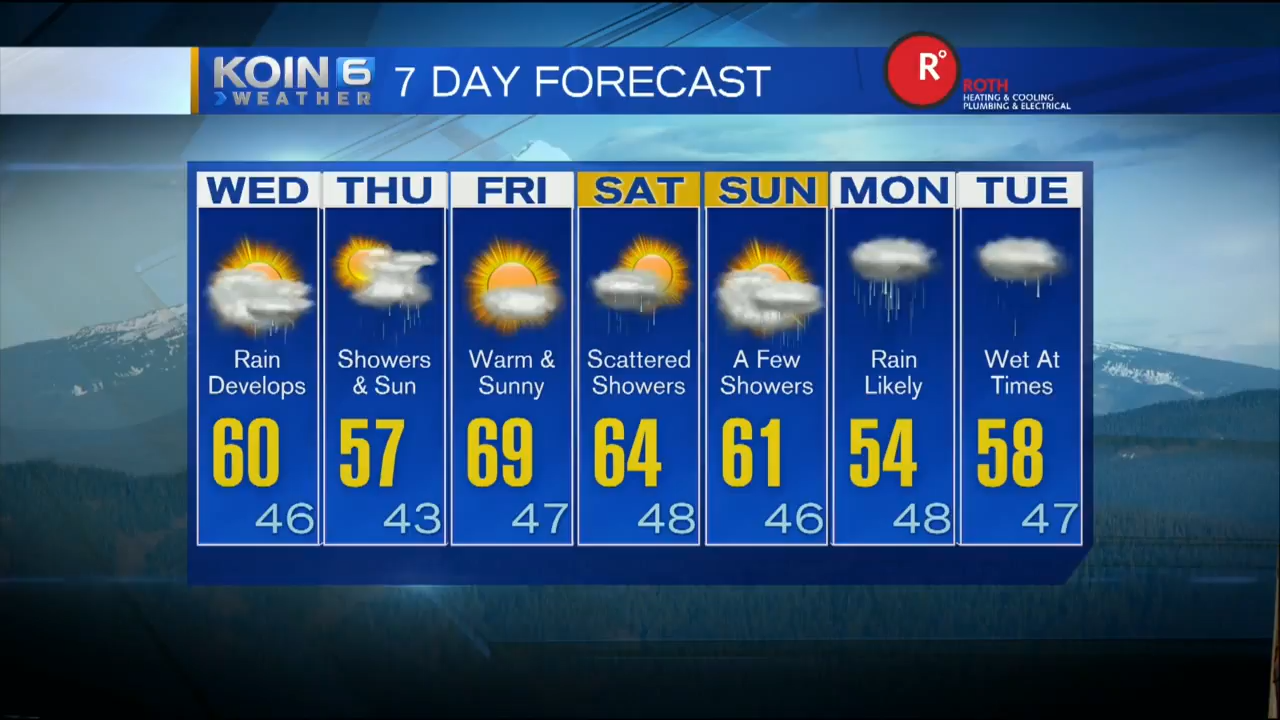 KOIN 6
WEATHER
7 DAY FORECAST
R°
ROTH
HEATING & COOLING
PLUMBING & ELECTRICAL
WED
Rain
Develops
60
46
THU
Showers
& Sun
57
43
FRI
Warm &
Sunny
69
47
SAT
Scattered
Showers
64
48
SUN
A Few
Showers
61
46
MON
Rain
Likely
54
48
TUE
Wet At
Times
58
47